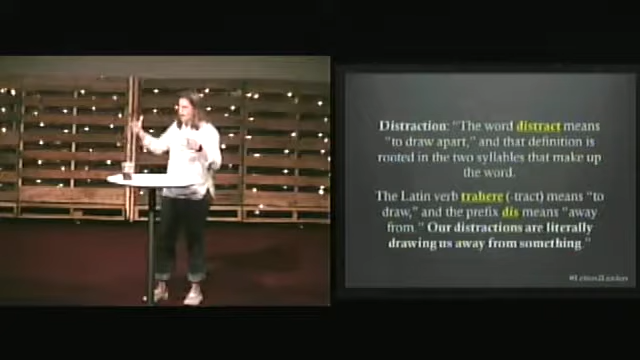 Distraction: "The word distract means
"to draw apart," and that definition is
rooted in the two syllables that make up
the word.
The Latin verb trahere (-tract) means "to
draw," and the prefix dis means "away
from." Our distractions are literally
drawing us away from something."